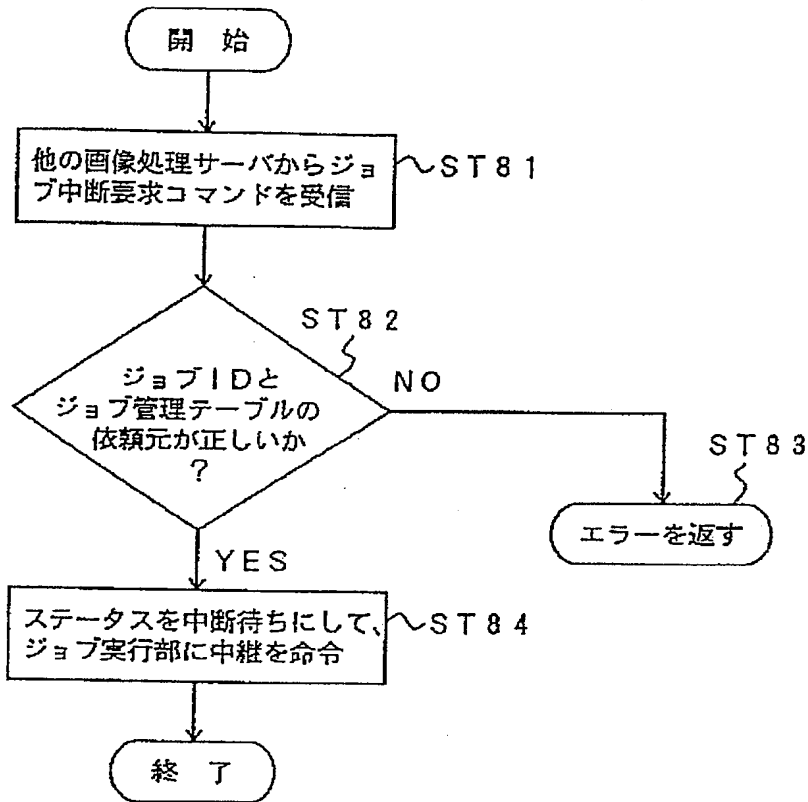 開 始
他の画像処理サーバからジョ
ブ中断要求コマンドを受信
ST81
ST82
ジョブIDと
ジョブ管理テーブルの
依頼元が正しいか
?
NO
ST83
エラーを返す
YES
ステータスを中断待ちにして、
ジョブ実行部に中継を命令
ST84
終 了